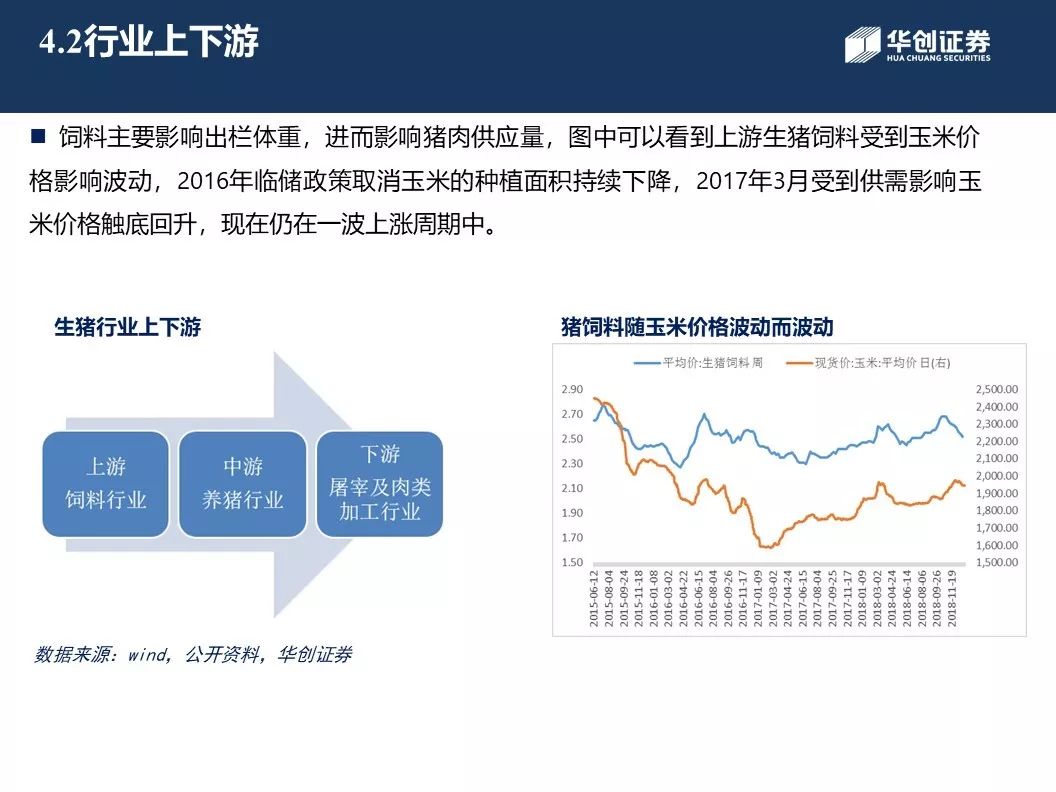 4.2行业上下游
华创证券
HUA CHUANG SECURITIES
■ 饲料主要影响出栏体重，进而影响猪肉供应量，图中可以看到上游生猪饲料受到玉米价
格影响波动，2016年临储政策取消玉米的种植面积持续下降，2017年3月受到供需影响玉
米价格触底回升，现在仍在一波上涨周期中。
生猪行业上下游
上游
饲料行业
中游
养猪行业
下游
屠宰及肉类
加工行业
猪饲料随玉米价格波动而波动
平均价:生猪饲料 周
现货价:玉米:平均价 日(右)
2.90
2.70
2.50
2.30
2.10
1.90
1.70
1.50
2,500.00
2,400.00
2,300.00
2,200.00
2,100.00
2,000.00
1,900.00
1,800.00
1,700.00
1,600.00
1,500.00
2015-06-12
2015-08-04
2015-09-24
2015-11-18
2016-01-08
2016-03-02
2016-04-22
2016-06-15
2016-08-04
2016-09-26
2016-11-17
2017-01-09
2017-03-02
2017-04-24
2017-06-15
2017-08-04
2017-09-25
2017-11-17
2018-01-09
2018-03-02
2018-04-24
2018-06-14
2018-08-06
2018-09-26
2018-11-19
数据来源：wind，公开资料，华创证券